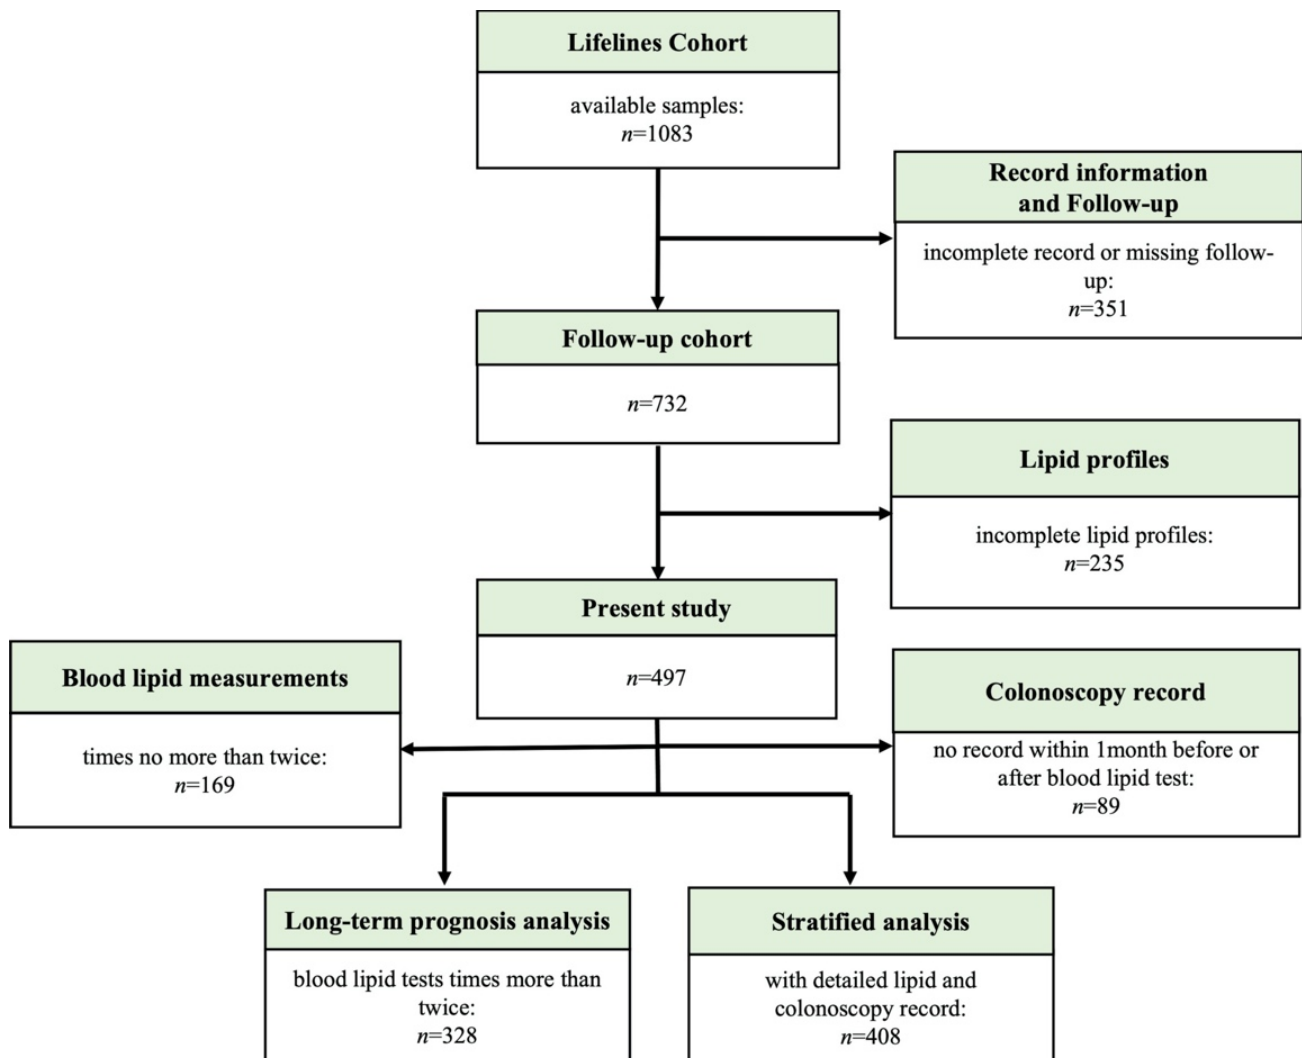 Lifelines Cohort
available samples:
n=1083
Record information
and Follow-up
incomplete record or missing follow-
up:
n=351
Follow-up cohort
n=732
Lipid profiles
incomplete lipid profiles:
n=235
Present study
n=497
Blood lipid measurements
times no more than twice:
n=169
Colonoscopy record
no record within 1month before or
after blood lipid test:
n=89
Long-term prognosis analysis
blood lipid tests times more than
twice:
n=328
Stratified analysis
with detailed lipid and
colonoscopy record:
n=408